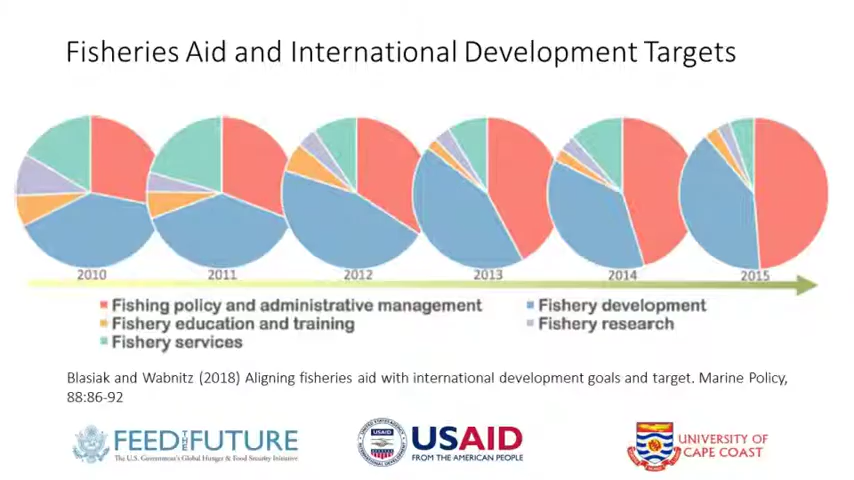 Fisheries Aid and International Development Targets
2010 2011 2012 2013 2014 2015
Fishing policy and administrative management
Fishery development
Fishery education and training
Fishery research
Fishery services
Blasiak and Wabnitz (2018) Aligning fisheries aid with international development goals and target. Marine Policy,
88:86-92
FEED THE FUTURE
The U.S. Government's Global Hunger & Food Security Initiative
USAID
USAID
FROM THE AMERICAN PEOPLE
UNIVERSITY OF
CAPE COAST